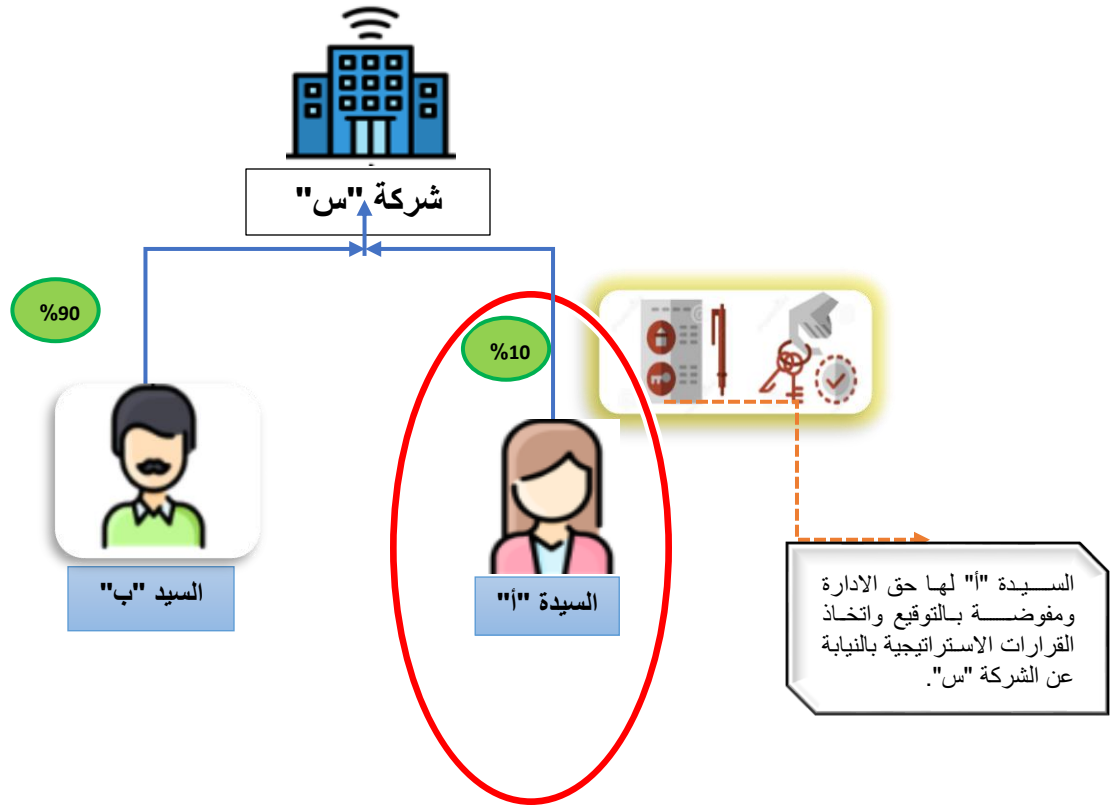 شركة "س"
%90
%10
السيد "ب"
السيدة "أ"
السيدة "أ" لها حق الادارة
ومفوضة بالتوقيع واتخاذ
القرارات الاستراتيجية بالنيابة
عن الشركة "س".